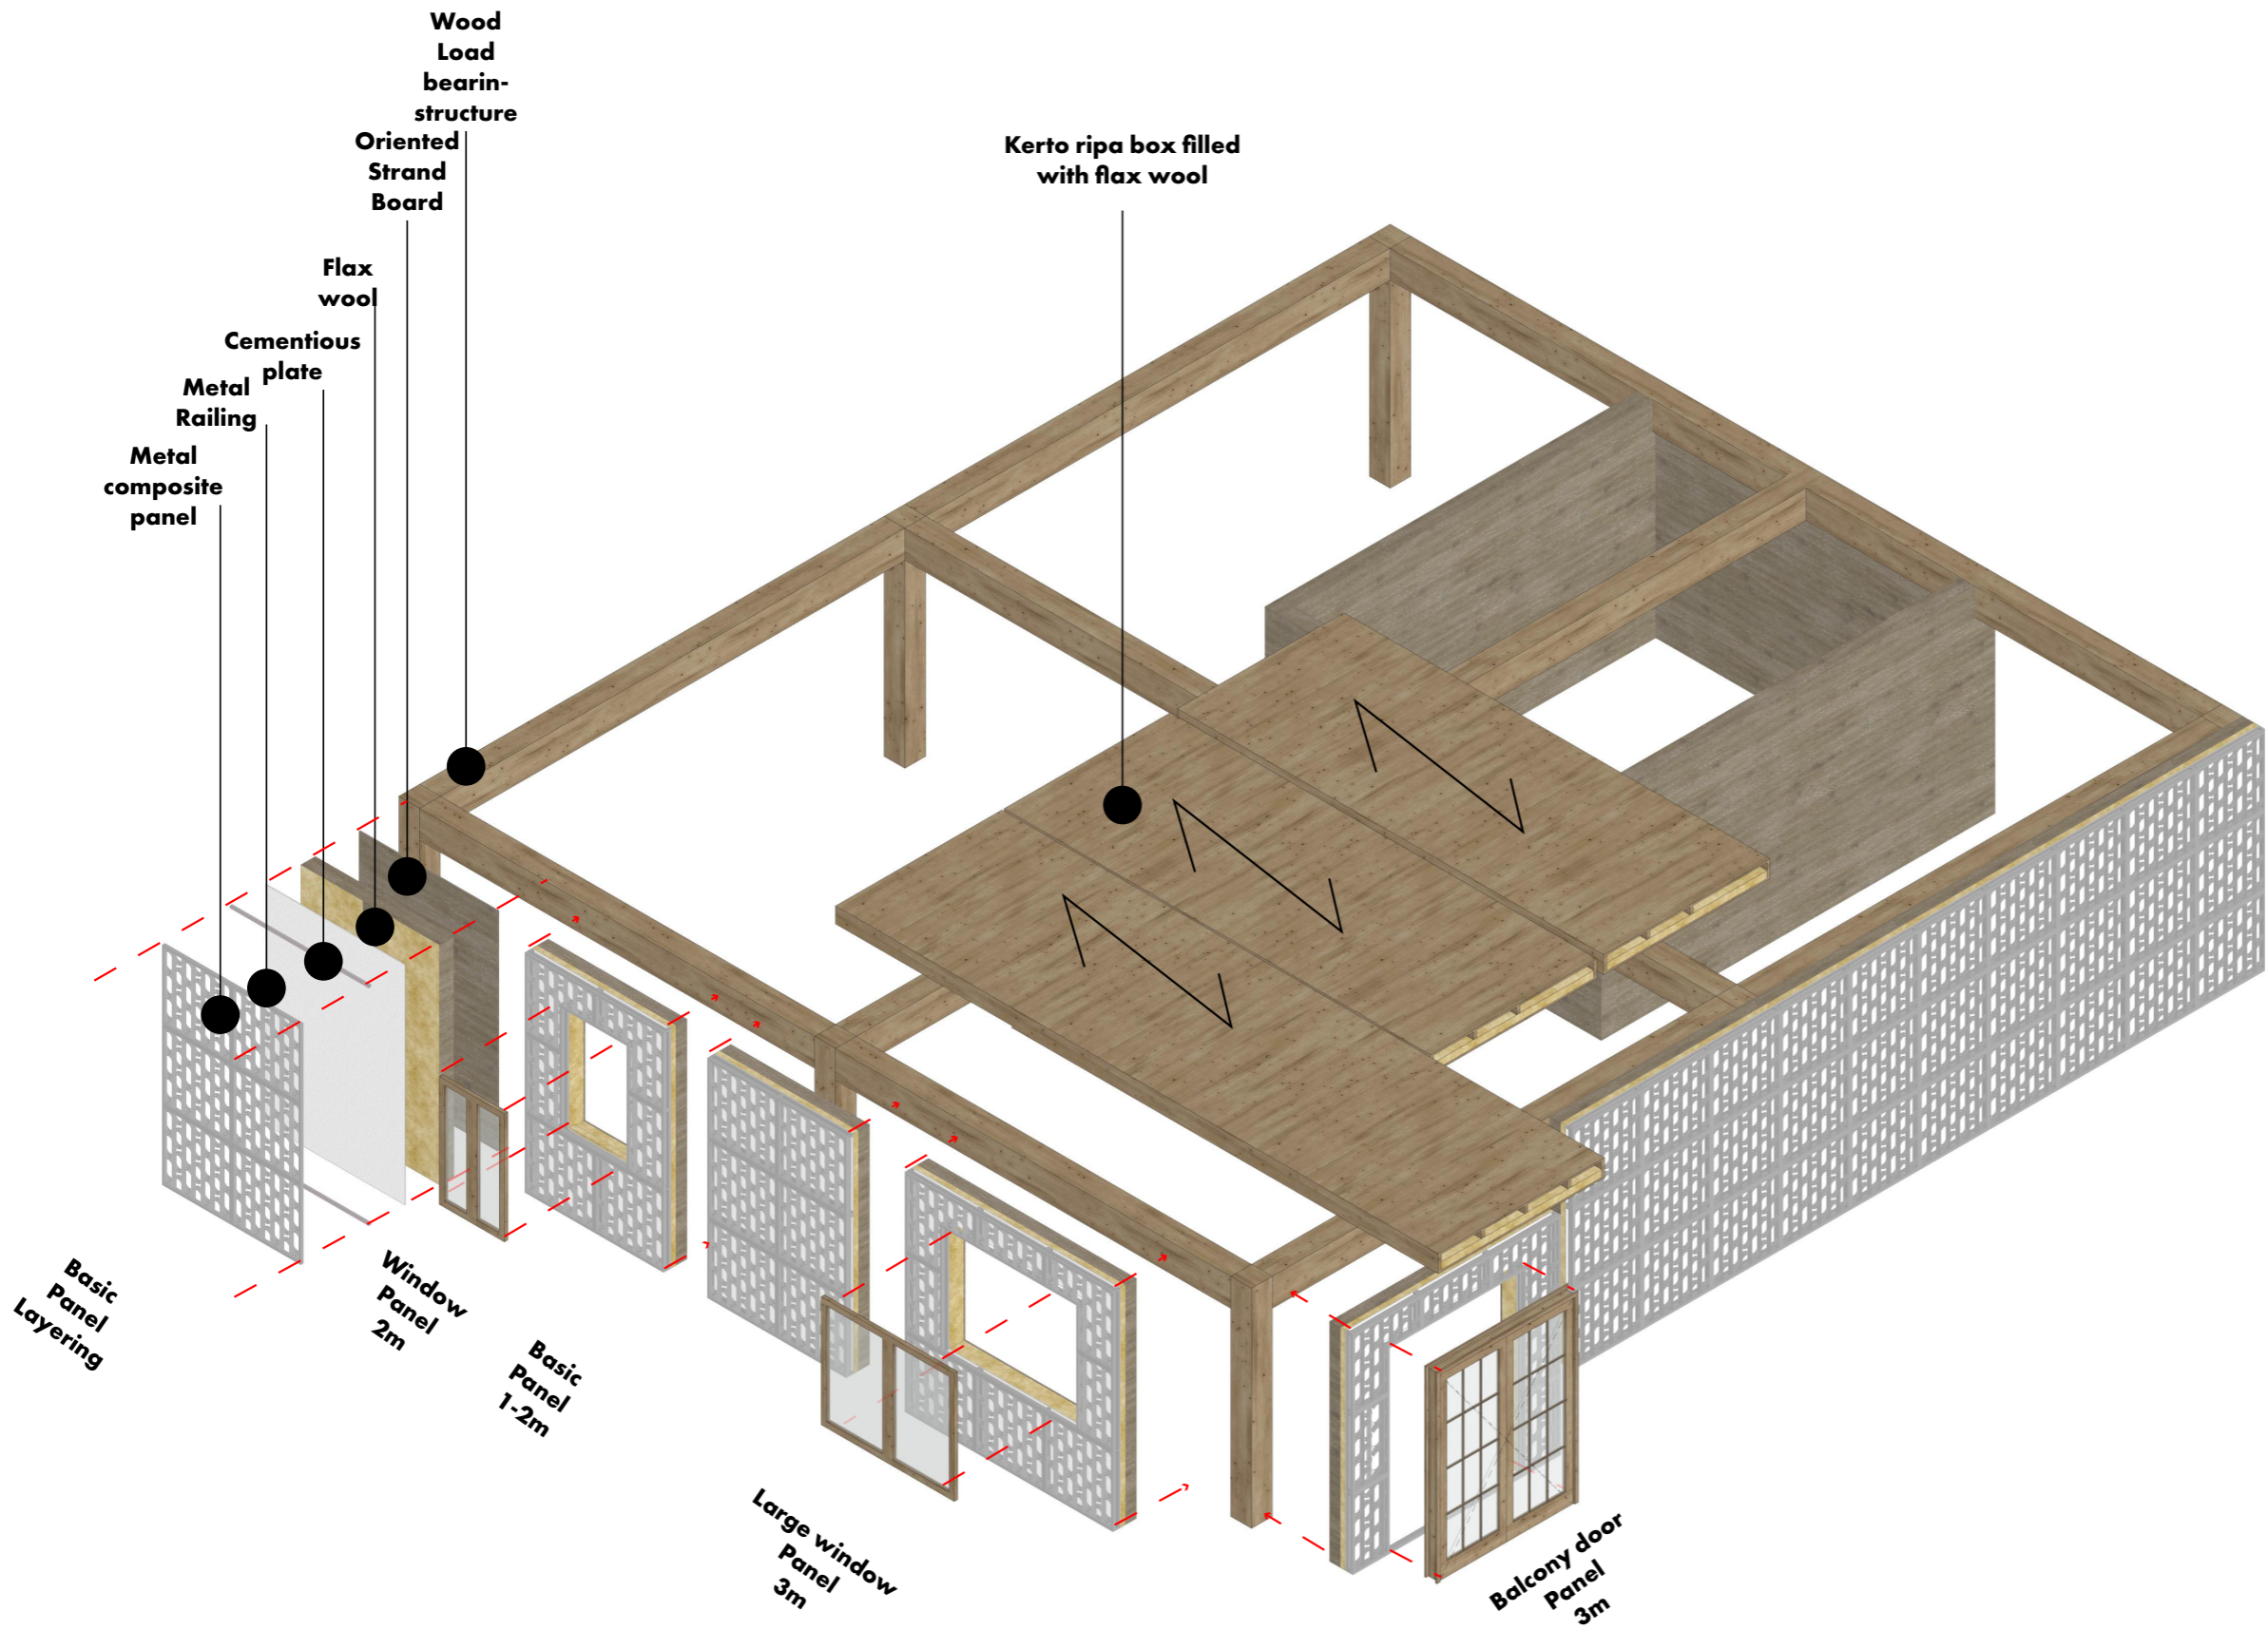 Wood
Load
bearin-
structure
Oriented
Strand
Board
Flax
wool
Cementious
plate
Metal
Railing
Metal
composite
panel
Kerto ripa box filled
with flax wool
Basic
Panel
Layering
Window
Panel
2m
Basic
Panel
1-2m
Large window
Panel
3m
Balcony door
Panel
3m